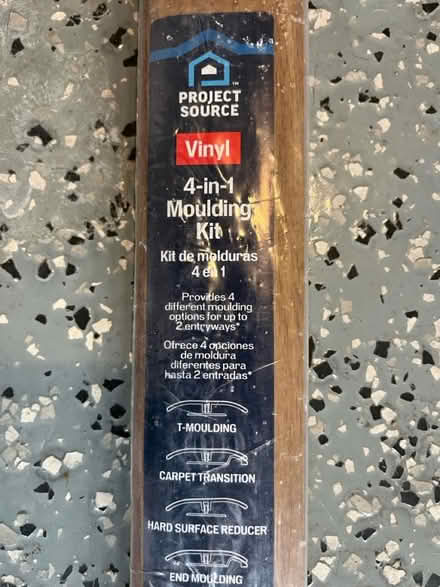 PROJECT
SOURCE
Vinyl
4-in-1
Moulding
Kit
Kit de molduras
4 en 1
Provides 4
different moulding
options for up to
2 entryways*
Ofrece 4 opciones
de moldura
diferentes para
hasta 2 entradas*
T-MOULDING
CARPET TRANSITION
HARD SURFACE REDUCER
END MOULDING